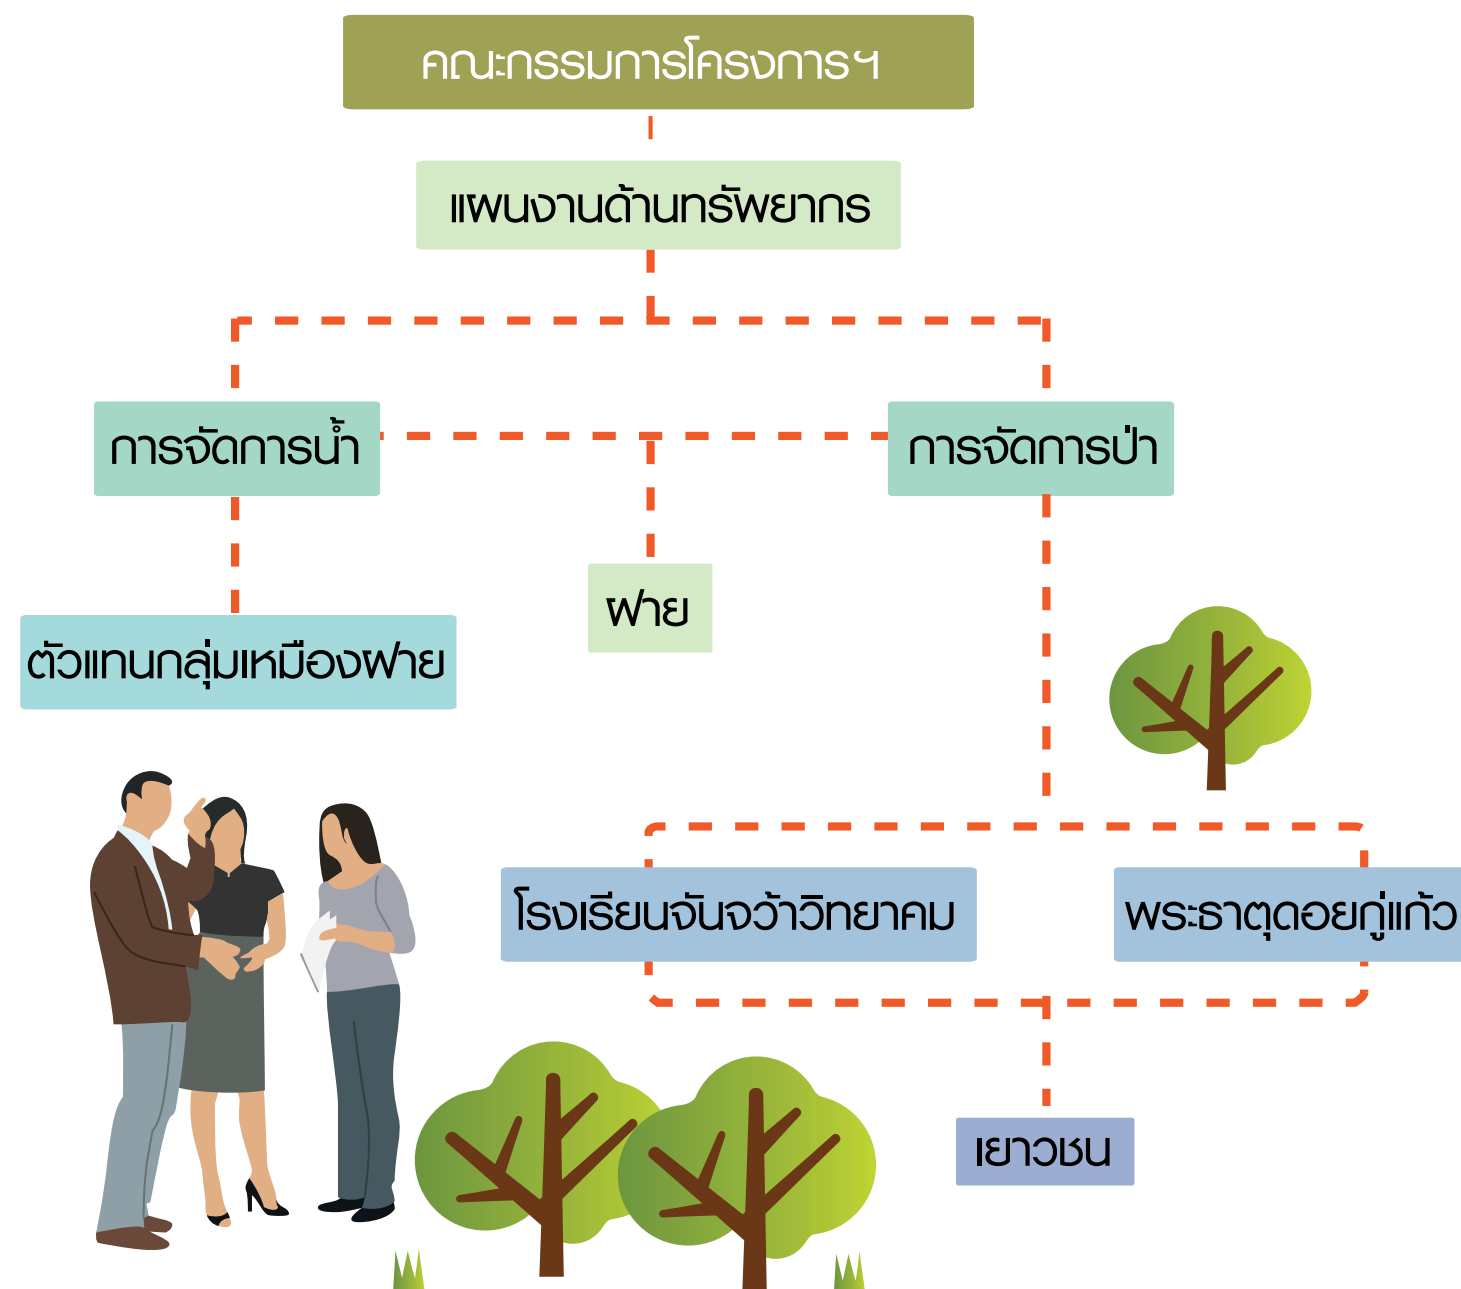 คณะกรรมการโครงการฯ
แผนงานด้านทรัพยากร
การจัดการน้ำ
การจัดการป่า
ฝาย
ตัวแทนกลุ่มเหมืองฝาย
โรงเรียนจันจว้าวิทยาคม
พระธาตุดอยกู่แก้ว
เยาวชน